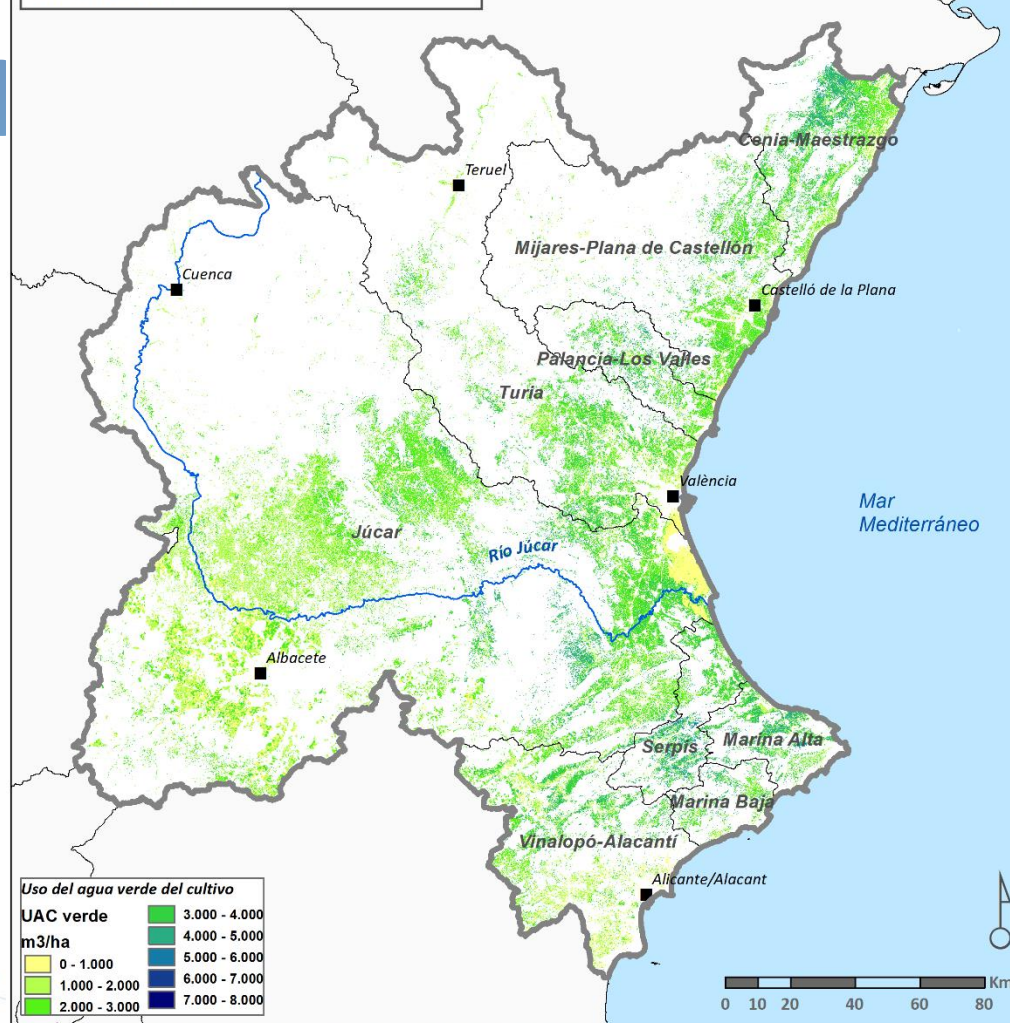 Teruel
Cenia-Maestrazgo
Mijares-Plana de Castellón
Cuenca
Castelló de la Plana
Palancia-Los Valles
Turia
València
Mar
Mediterráneo
Júcar
Río Júcar
Albacete
Serpis
Marina Alta
Marina Baja
Vinalopó-Alacantí
Alicante/Alacant
Uso del agua verde del cultivo
UAC verde
m3/ha
0 - 1.000
1.000 - 2.000
2.000 - 3.000
3.000 - 4.000
4.000 - 5.000
5.000 - 6.000
6.000 - 7.000
7.000 - 8.000
Km
0 10 20 40 60 80